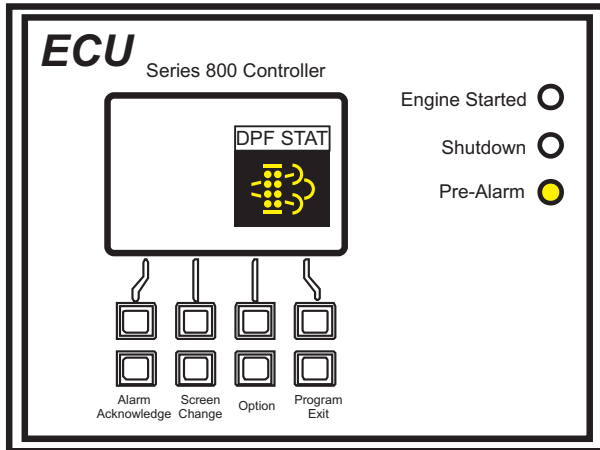 ECU
Series 800 Controller
DPF STAT
Engine Started
Shutdown
Pre-Alarm
Alarm
Acknowledge
Screen
Change
Option
Program
Exit